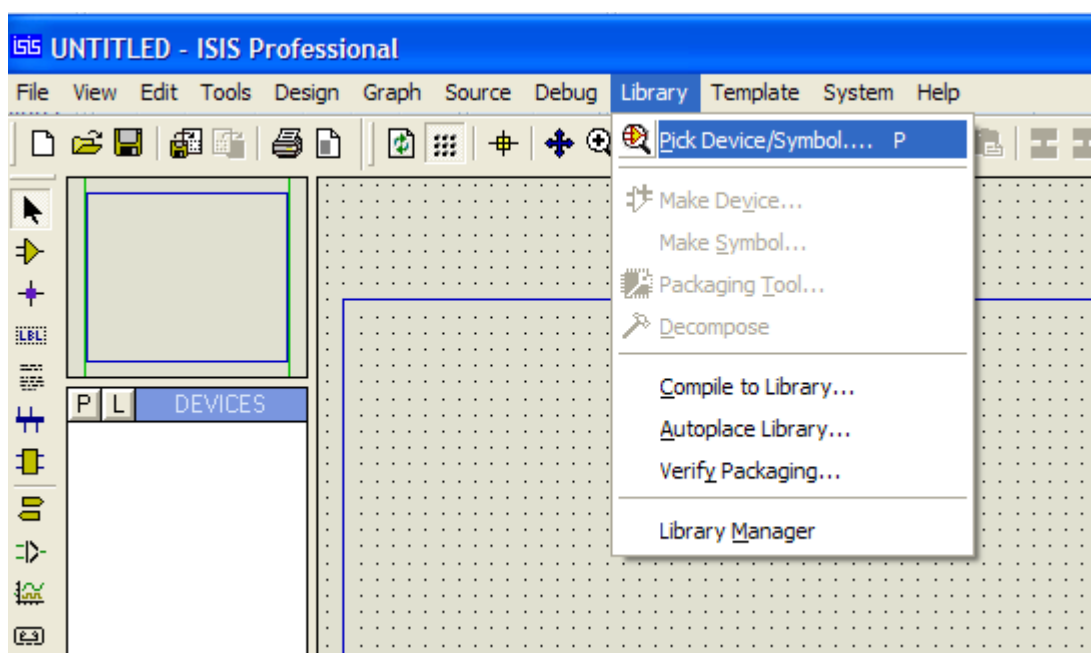 isis UNTITLED - ISIS Professional
File View Edit Tools Design Graph Source Debug Library Template System Help
Pick Device/Symbol.... P
Make Device...
Make Symbol...
Packaging Tool...
Decompose
LBL
Compile to Library...
P L DEVICES
Autoplace Library...
Verify Packaging...
Library Manager